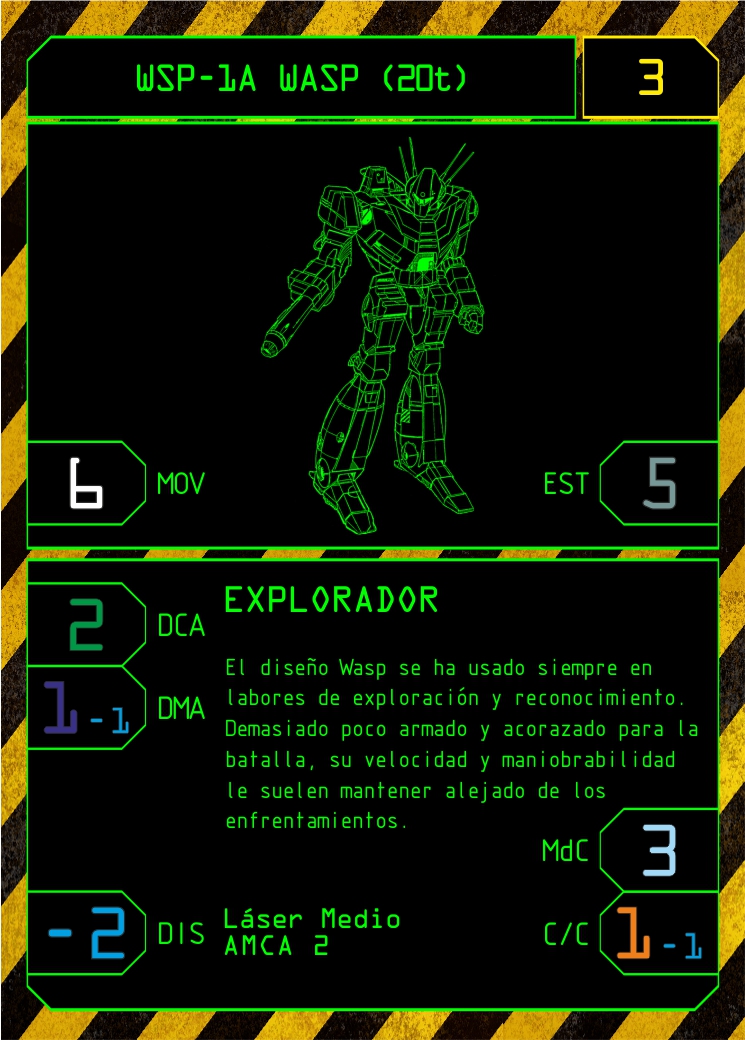 WSP-1A WASP (20t)
3
6 MOV
EST 5
2 DCA
EXPLORADOR
1 -1 DMA
El diseño Wasp se ha usado siempre en
labores de exploración y reconocimiento.
Demasiado poco armado y acorazado para la
batalla, su velocidad y maniobrabilidad
le suelen mantener alejado de los
enfrentamientos.
MdC 3
-2 DIS
Láser Medio
AMCA 2
C/C 1 -1